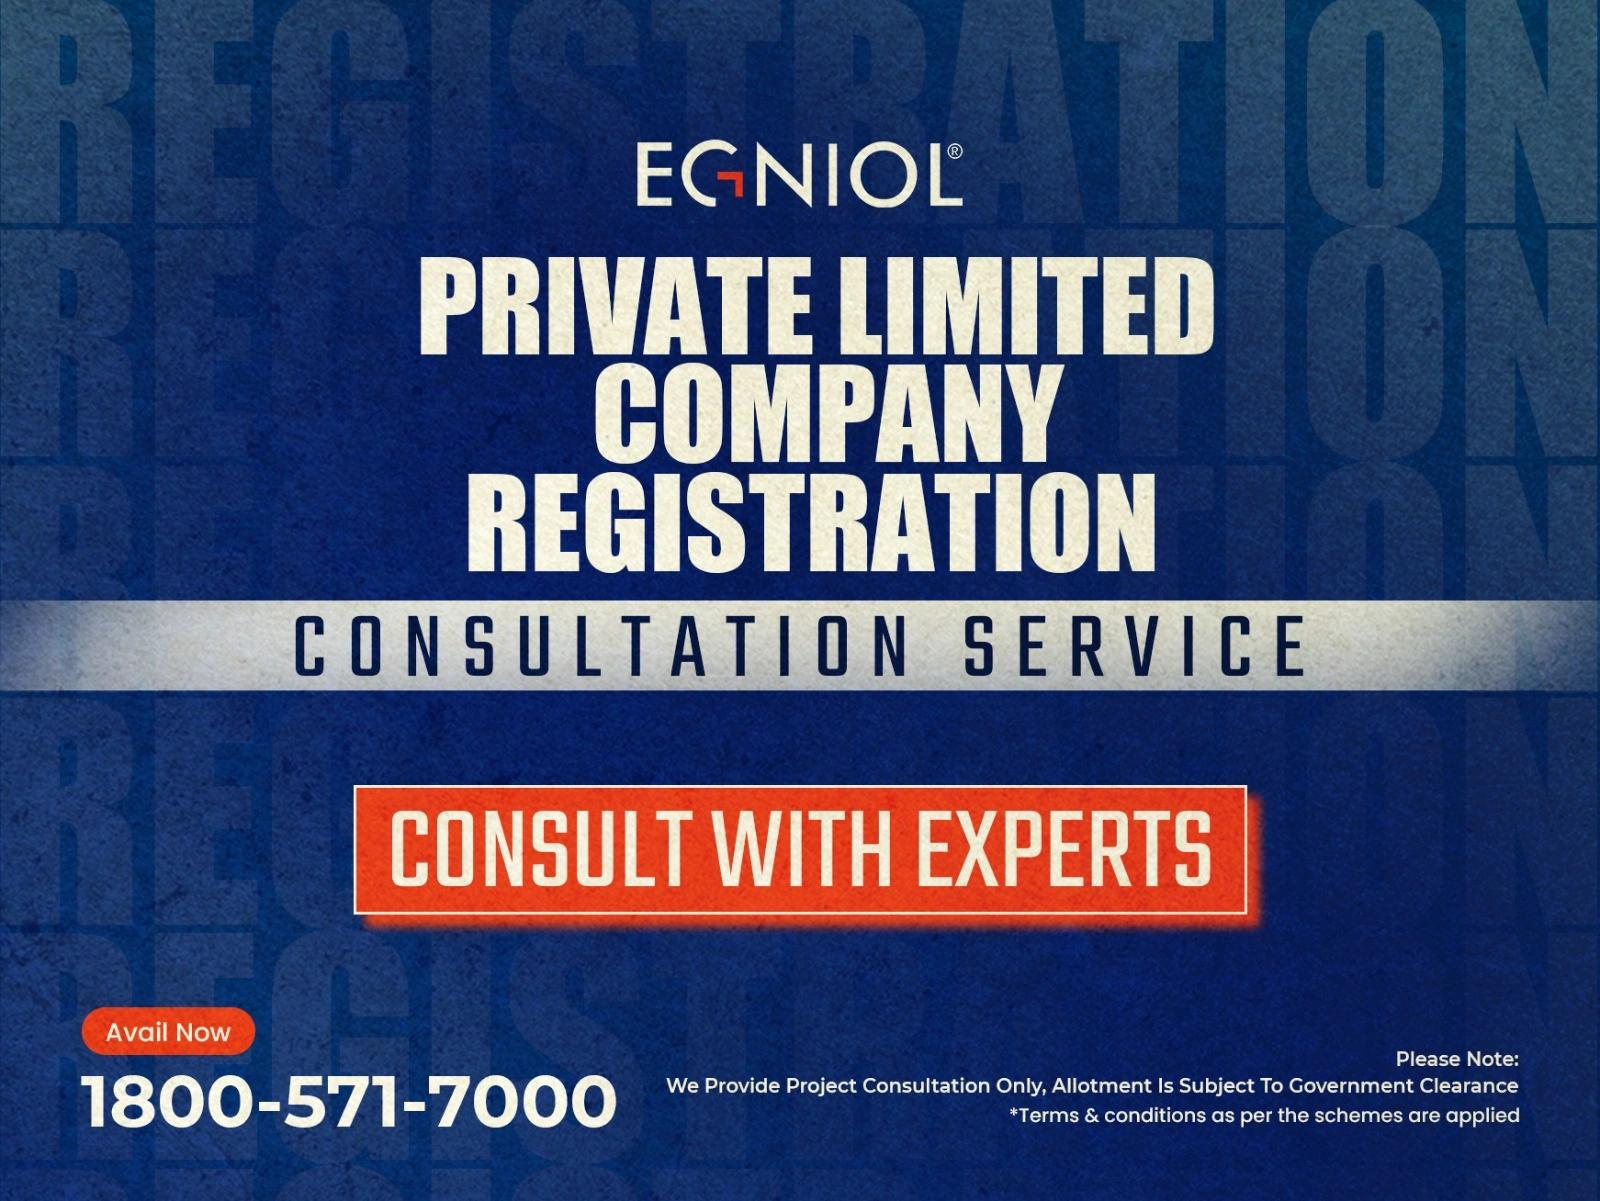 EGNIOL®
PRIVATE LIMITED
COMPANY
REGISTRATION
CONSULTATION SERVICE
CONSULT WITH EXPERTS
Avail Now
1800-571-7000
Please Note:
We Provide Project Consultation Only, Allotment Is Subject To Government Clearance
*Terms & conditions as per the schemes are applied
REGISTRATION